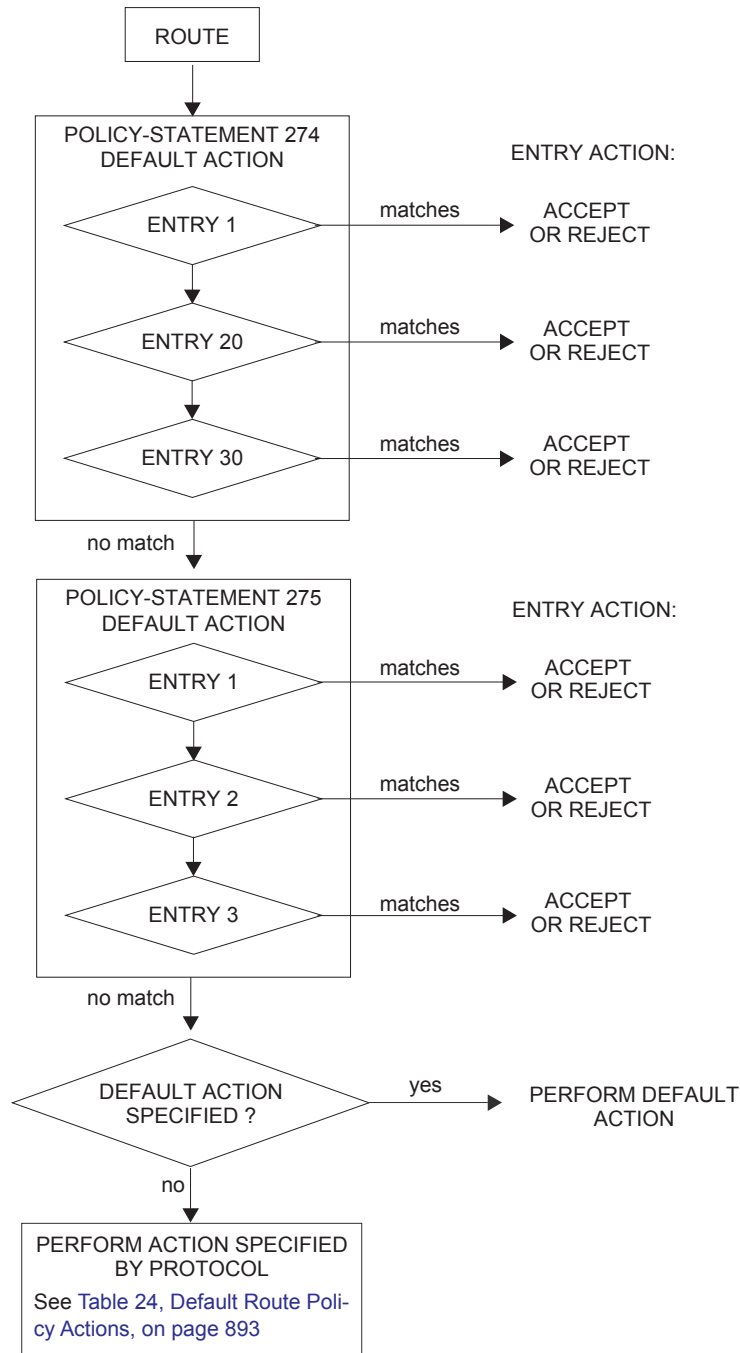 ROUTE
POLICY-STATEMENT 274
DEFAULT ACTION
ENTRY ACTION:
ENTRY 1
matches
ACCEPT
OR REJECT
ENTRY 20
matches
ACCEPT
OR REJECT
ENTRY 30
matches
ACCEPT
OR REJECT
no match
POLICY-STATEMENT 275
DEFAULT ACTION
ENTRY ACTION:
ENTRY 1
matches
ACCEPT
OR REJECT
ENTRY 2
matches
ACCEPT
OR REJECT
ENTRY 3
matches
ACCEPT
OR REJECT
no match
DEFAULT ACTION
SPECIFIED ?
yes
PERFORM DEFAULT
ACTION
no
PERFORM ACTION SPECIFIED
BY PROTOCOL
See Table 24, Default Route Poli-
cy Actions, on page 893